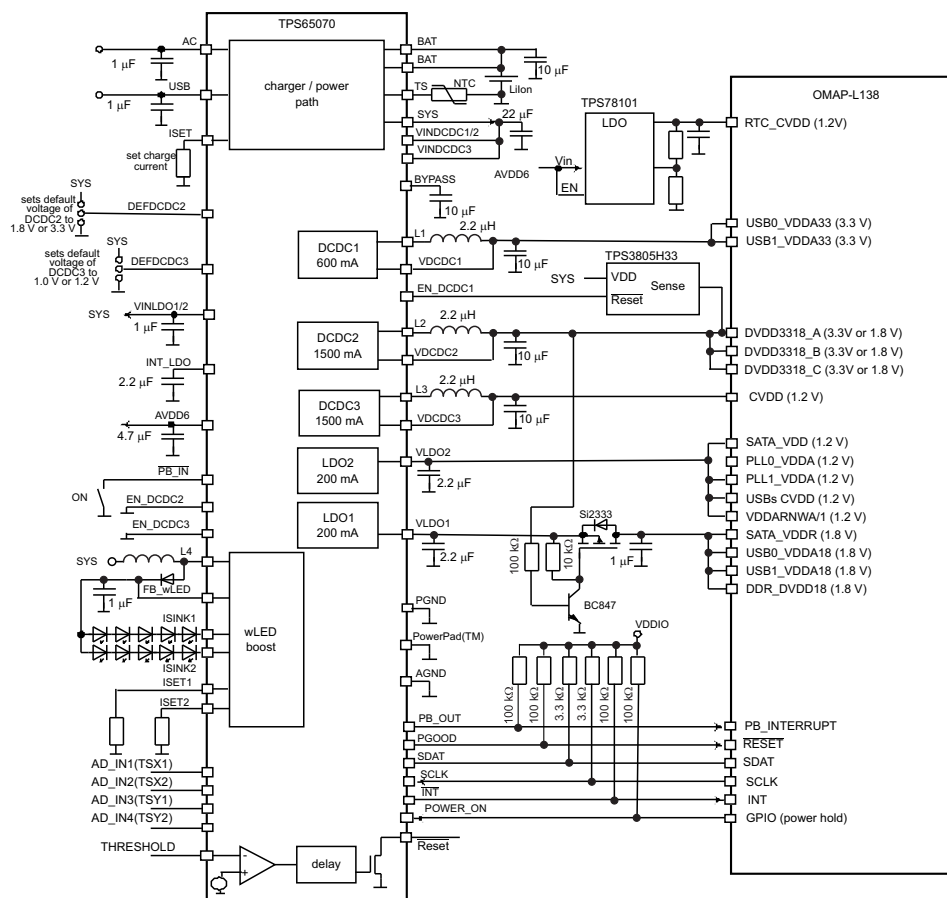 TPS65070
AC
1 μF
USB
1 μF
ISET
set charge
current
charger / power
path
BAT
BAT
10 μF
LiIon
TS
NTC
SYS
22 μF
VINDCDC1/2
VINDCDC3
BYPASS
10 μF
TPS78101
LDO
Vin
AVDD6
EN
OMAP-L138
RTC_CVDD (1.2V)
SYS
sets default
voltage of
DCDC2 to
1.8 V or 3.3 V
DEFDCDC2
SYS
sets default
voltage of
DCDC3 to
1.0 V or 1.2 V
DEFDCDC3
DCDC1
600 mA
L1
2.2 μH
VDCDC1
10 μF
USB0_VDDA33 (3.3 V)
USB1_VDDA33 (3.3 V)
TPS3805H33
SYS
VDD
Sense
Reset
EN_DCDC1
SYS
VINLDO1/2
1 μF
DCDC2
1500 mA
L2
2.2 μH
VDCDC2
10 μF
DVDD3318_A (3.3V or 1.8 V)
DVDD3318_B (3.3V or 1.8 V)
DVDD3318_C (3.3V or 1.8 V)
INT_LDO
2.2 μF
DCDC3
1500 mA
L3
2.2 μH
VDCDC3
10 μF
CVDD (1.2 V)
AVDD6
4.7 μF
LDO2
200 mA
VLDO2
2.2 μF
SATA_VDD (1.2 V)
PLL0_VDDA (1.2 V)
PLL1_VDDA (1.2 V)
USBs CVDD (1.2 V)
VDDARNWA/1 (1.2 V)
PB_IN
ON
EN_DCDC2
EN_DCDC3
LDO1
200 mA
VLDO1
2.2 μF
Si2333
100 kΩ
10 kΩ
1 μF
BC847
SATA_VDDR (1.8 V)
USB0_VDDA18 (1.8 V)
USB1_VDDA18 (1.8 V)
DDR_DVDD18 (1.8 V)
SYS
L4
1 μF
FB_wLED
ISINK1
ISINK2
wLED
boost
ISET1
ISET2
PGND
PowerPad(TM)
AGND
VDDIO
100 kΩ
100 kΩ
3.3 kΩ
3.3 kΩ
100 kΩ
100 kΩ
PB_OUT
PB_INTERRUPT
PGOOD
RESET
SDAT
SDAT
SCLK
SCLK
INT
INT
POWER_ON
GPIO (power hold)
AD_IN1(TSX1)
AD_IN2(TSX2)
AD_IN3(TSY1)
AD_IN4(TSY2)
THRESHOLD
-
+
delay
Reset